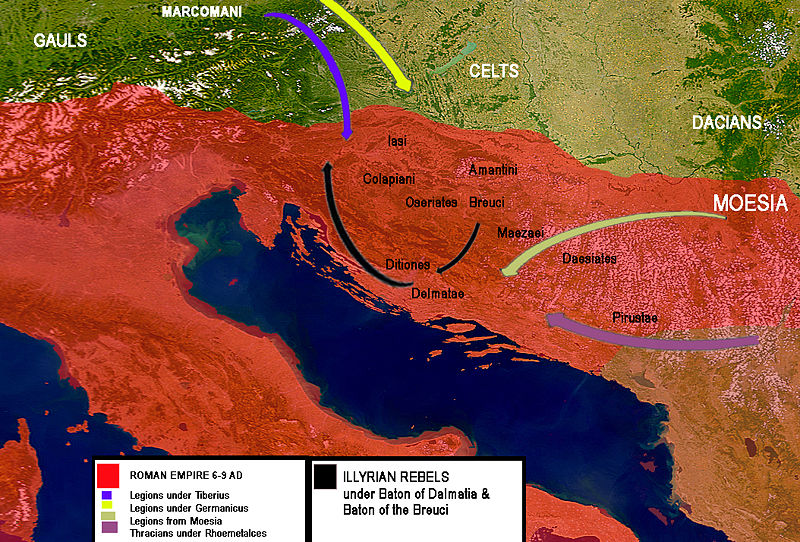 MARCOMANI
GAULS
CELTS
DACIANS
Iasi
Amantini
Colapiani
Oseriates
Breuci
MOESIA
Maezaei
Daesiates
Ditiones
Delmatae
Pirustae
ROMAN EMPIRE 6-9 AD
Legions under Tiberius
Legions under Germanicus
Legions from Moesia
Thracians under Rhoemetalces
ILLYRIAN REBELS
under Baton of Dalmatia &
Baton of the Breuci